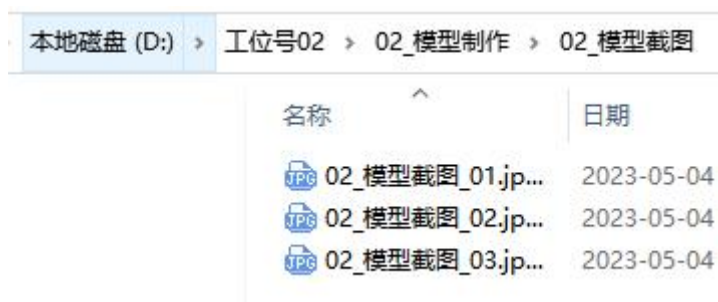 本地磁盘 (D:) › 工位号02 › 02_模型制作 › 02_模型截图
名称 日期
JPG 02_模型截图_01.jp... 2023-05-04
JPG 02_模型截图_02.jp... 2023-05-04
JPG 02_模型截图_03.jp... 2023-05-04